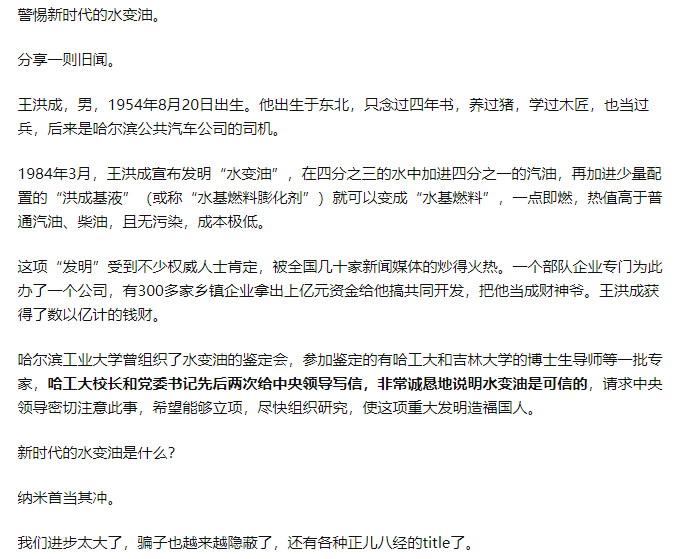 警惕新时代的水变油。
分享一则旧闻。
王洪成，男，1954年8月20日出生。他出生于东北，只念过四年书，养过猪，学过木匠，也当过
兵，后来是哈尔滨公共汽车公司的司机。
1984年3月，王洪成宣布发明“水变油”，在四分之三的水中加进四分之一的汽油，再加进少量配
置的“洪成基液”（或称“水基燃料膨化剂”）就可以变成“水基燃料”，一点即燃，热值高于普
通汽油、柴油，且无污染，成本极低。
这项“发明”受到不少权威人士肯定，被全国几十家新闻媒体的炒得火热。一个部队企业专门为此
办了一个公司，有300多家乡镇企业拿出上亿元资金给他搞共同开发，把他当成财神爷。王洪成获
得了数以亿计的钱财。
哈尔滨工业大学曾组织了水变油的鉴定会，参加鉴定的有哈工大和吉林大学的博士生导师等一批专
家，哈工大校长和党委书记先后两次给中央领导写信，非常诚恳地说明水变油是可信的，请求中央
领导密切注意此事，希望能够立项，尽快组织研究，使这项重大发明造福国人。
新时代的水变油是什么？
纳米首当其冲。
我们进步太大了，骗子也越来越隐蔽了，还有各种正儿八经的title了。